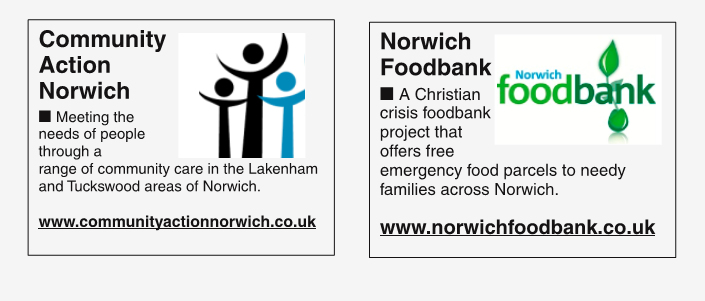 Community
Action
Norwich
■ Meeting the
needs of people
through a
range of community care in the Lakenham
and Tuckswood areas of Norwich.
www.communityactionnorwich.co.uk
Norwich
Foodbank
Norwich
foodbank
■ A Christian
crisis foodbank
project that
offers free
emergency food parcels to needy
families across Norwich.
www.norwichfoodbank.co.uk